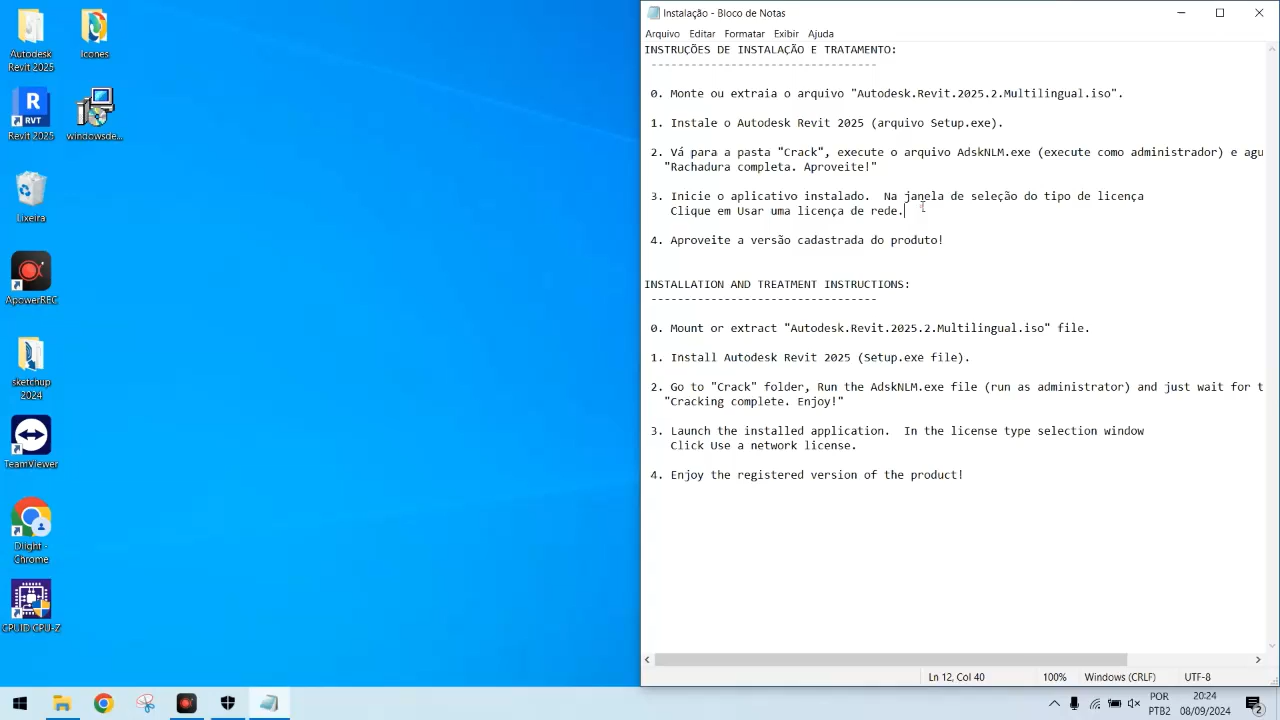 Autodesk
Revit 2025
Icones
Revit 2025
windowsde...
Lixeira
ApowerREC
sketchup
2024
TeamViewer
Dlight -
Chrome
CPUID CPU-Z
Instalação - Bloco de Notas
Arquivo Editar Formatar Exibir Ajuda
INSTRUÇÕES DE INSTALAÇÃO E TRATAMENTO:
---------------------------------
0. Monte ou extraia o arquivo "Autodesk.Revit.2025.2.Multilingual.iso".
1. Instale o Autodesk Revit 2025 (arquivo Setup.exe).
2. Vá para a pasta "Crack", execute o arquivo AdskNLM.exe (execute como administrador) e agu
"Rachadura completa. Aproveite!"
3. Inicie o aplicativo instalado.  Na janela de seleção do tipo de licença
Clique em Usar uma licença de rede.
4. Aproveite a versão cadastrada do produto!
INSTALLATION AND TREATMENT INSTRUCTIONS:
---------------------------------
0. Mount or extract "Autodesk.Revit.2025.2.Multilingual.iso" file.
1. Install Autodesk Revit 2025 (Setup.exe file).
2. Go to "Crack" folder, Run the AdskNLM.exe file (run as administrator) and just wait for t
"Cracking complete. Enjoy!"
3. Launch the installed application.  In the license type selection window
Click Use a network license.
4. Enjoy the registered version of the product!
Ln 12, Col 40 100% Windows (CRLF) UTF-8
POR
PTB2
20:24
08/09/2024
2
R
RVT